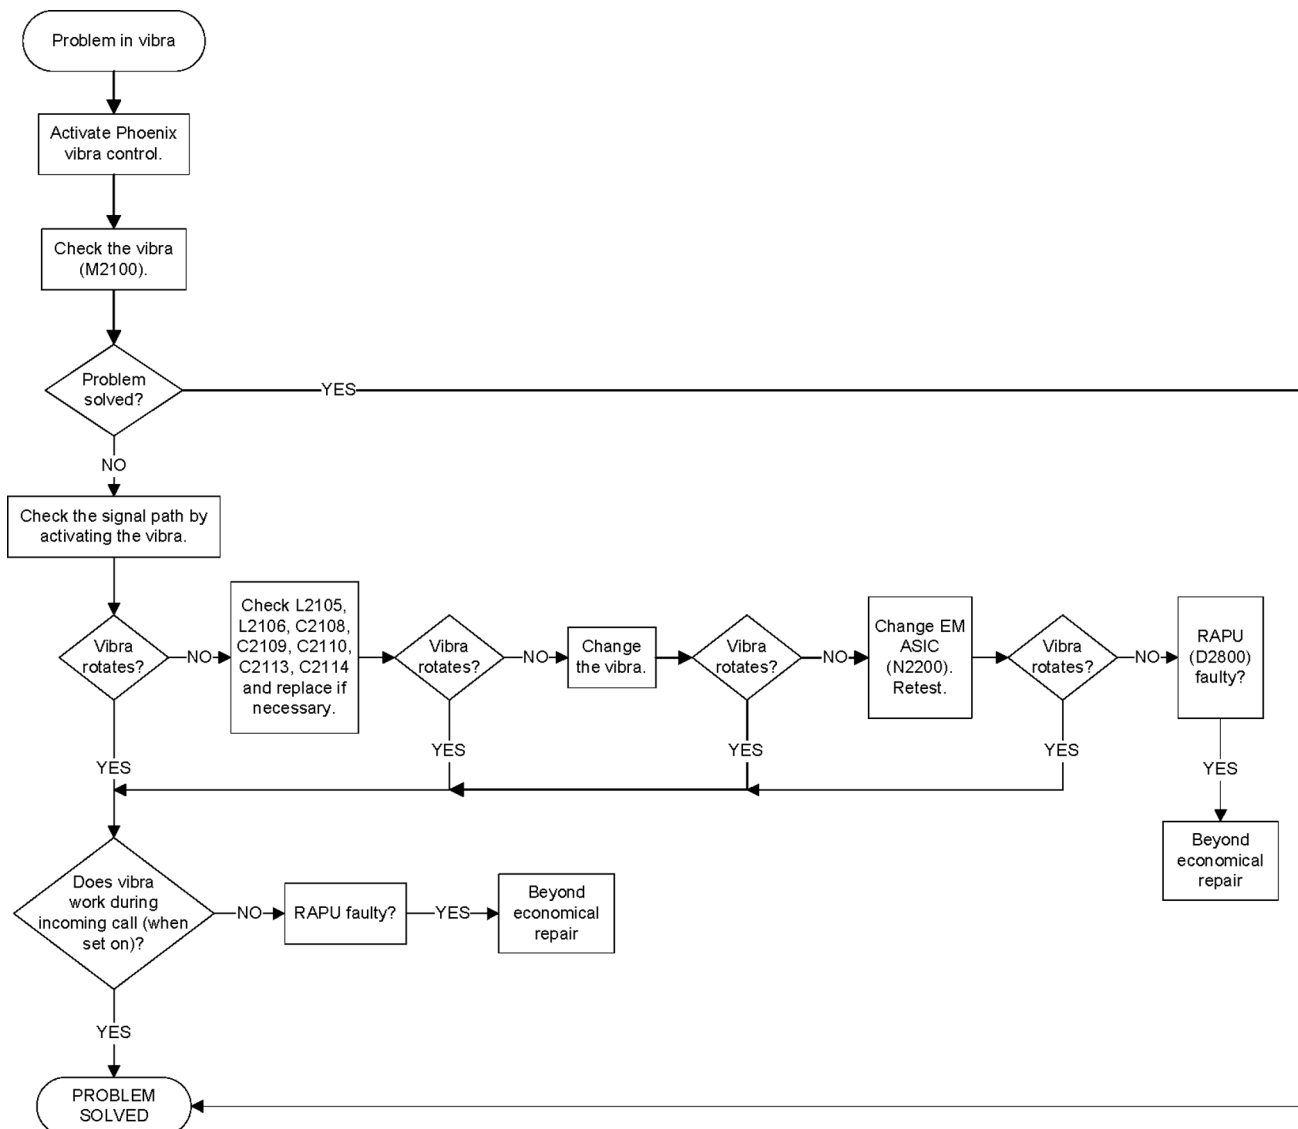 Problem in vibra
Activate Phoenix
vibra control.
Check the vibra
(M2100).
Problem
solved?
YES
NO
Check the signal path by
activating the vibra.
Vibra
rotates?
NO
Check L2105,
L2106, C2108,
C2109, C2110,
C2113, C2114
and replace if
necessary.
Vibra
rotates?
NO
Change
the vibra.
Vibra
rotates?
NO
Change EM
ASIC
(N2200).
Retest.
Vibra
rotates?
NO
RAPU
(D2800)
faulty?
YES
YES
YES
YES
YES
Beyond
economical
repair
Does vibra
work during
incoming call (when
set on)?
NO
RAPU faulty?
YES
Beyond
economical
repair
YES
PROBLEM
SOLVED